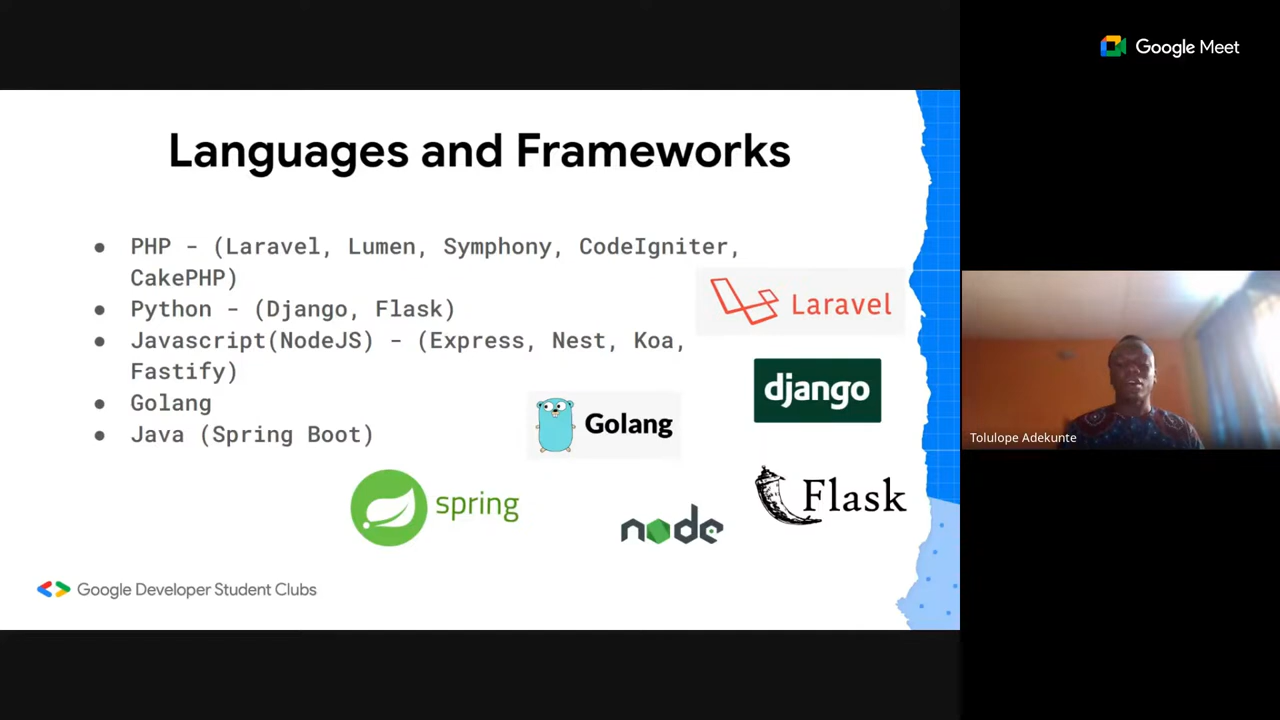 Google Meet
Languages and Frameworks
● PHP - (Laravel, Lumen, Symphony, CodeIgniter,
CakePHP)
● Python - (Django, Flask)
● Javascript(NodeJS) - (Express, Nest, Koa,
Fastify)
● Golang
● Java (Spring Boot)
Laravel
django
Golang
Flask
spring
node
Google Developer Student Clubs
Tolulope Adekunte